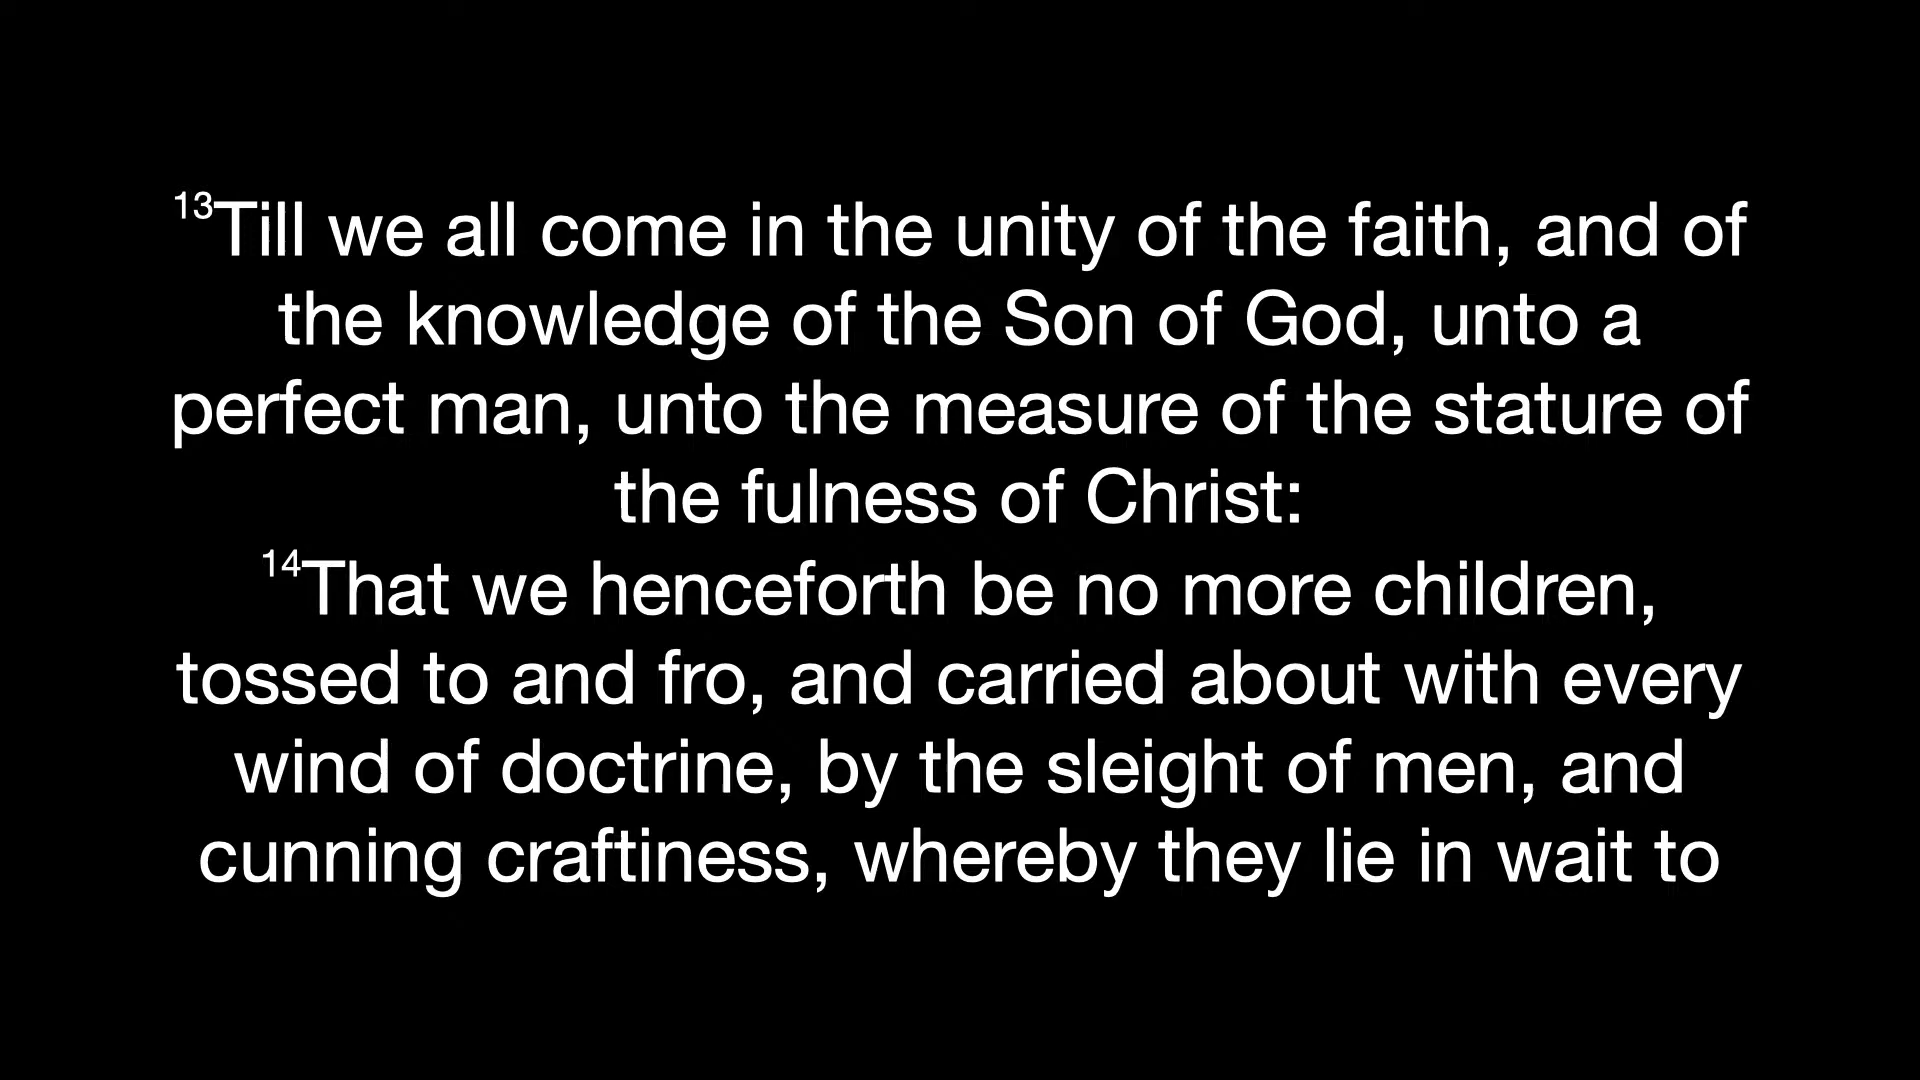 13Till we all come in the unity of the faith, and of
the knowledge of the Son of God, unto a
perfect man, unto the measure of the stature of
the fulness of Christ:
14That we henceforth be no more children,
tossed to and fro, and carried about with every
wind of doctrine, by the sleight of men, and
cunning craftiness, whereby they lie in wait to